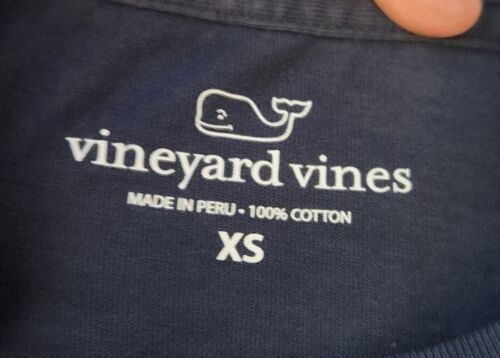 vineyard vines
MADE IN PERU • 100% COTTON
XS